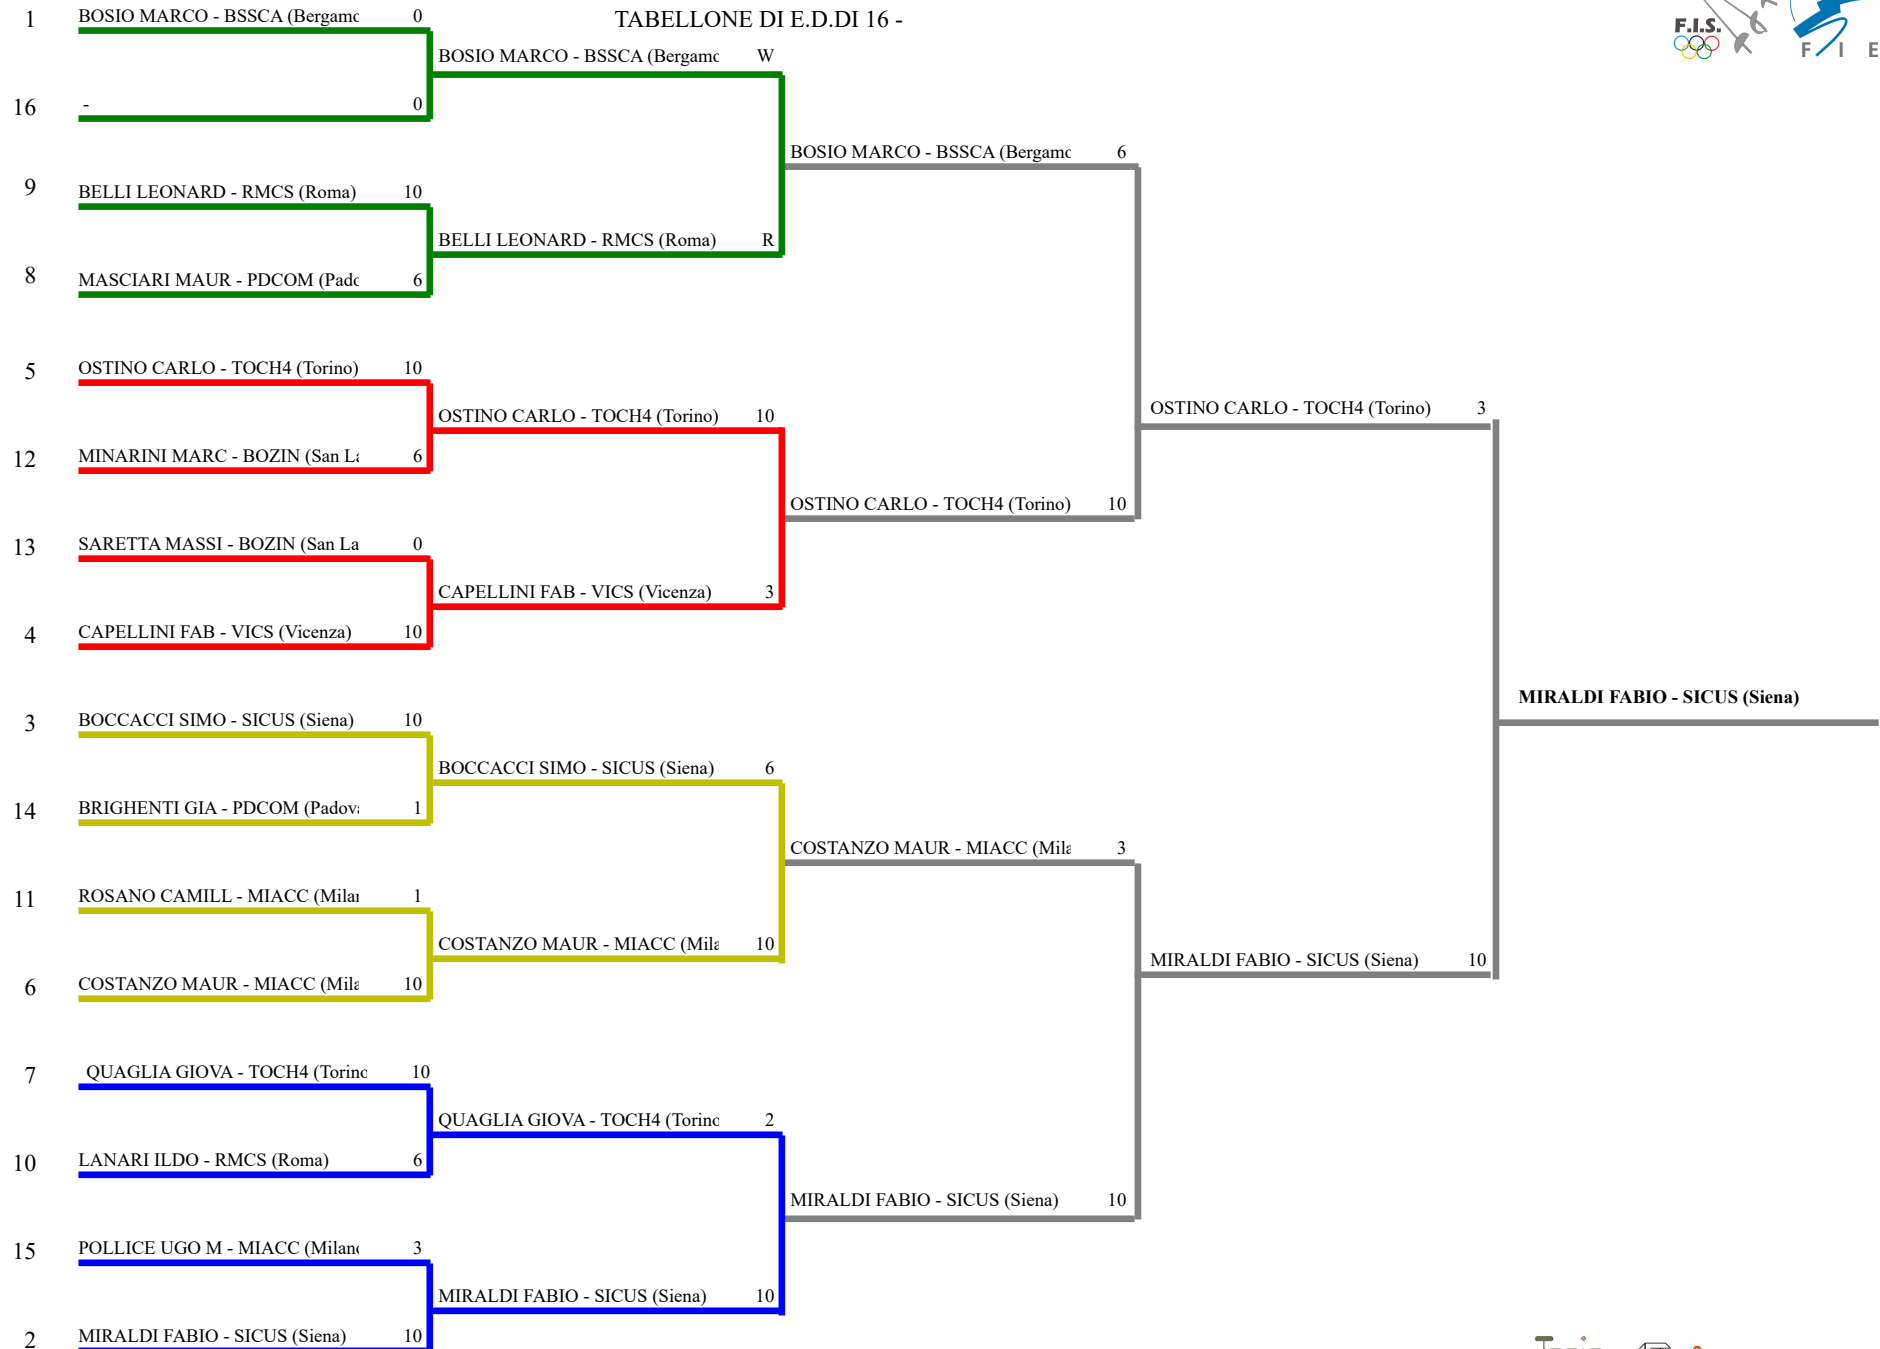 TABELLONE DI E.D.DI 16 -
F.I.S.
F I E
1 BOSIO MARCO - BSSCA (Bergamo 0
BOSIO MARCO - BSSCA (Bergamo W
16 - 0
BOSIO MARCO - BSSCA (Bergamo 6
9 BELLI LEONARD - RMCS (Roma) 10
BELLI LEONARD - RMCS (Roma) R
8 MASCIARI MAUR - PDCOM (Pado 6
5 OSTINO CARLO - TOCH4 (Torino) 10
OSTINO CARLO - TOCH4 (Torino) 3
OSTINO CARLO - TOCH4 (Torino) 10
12 MINARINI MARC - BOZIN (San La 6
OSTINO CARLO - TOCH4 (Torino) 10
13 SARETTA MASSI - BOZIN (San La 0
CAPELLINI FAB - VICS (Vicenza) 3
4 CAPELLINI FAB - VICS (Vicenza) 10
MIRALDI FABIO - SICUS (Siena)
3 BOCCACCI SIMO - SICUS (Siena) 10
BOCCACCI SIMO - SICUS (Siena) 6
14 BRIGHENTI GIA - PDCOM (Padova 1
COSTANZO MAUR - MIACC (Mila 3
11 ROSANO CAMILL - MIACC (Milan 1
COSTANZO MAUR - MIACC (Mila 10
MIRALDI FABIO - SICUS (Siena) 10
6 COSTANZO MAUR - MIACC (Mila 10
7 QUAGLIA GIOVA - TOCH4 (Torino 10
QUAGLIA GIOVA - TOCH4 (Torino 2
10 LANARI ILDO - RMCS (Roma) 6
MIRALDI FABIO - SICUS (Siena) 10
15 POLLICE UGO M - MIACC (Milano 3
MIRALDI FABIO - SICUS (Siena) 10
2 MIRALDI FABIO - SICUS (Siena) 10